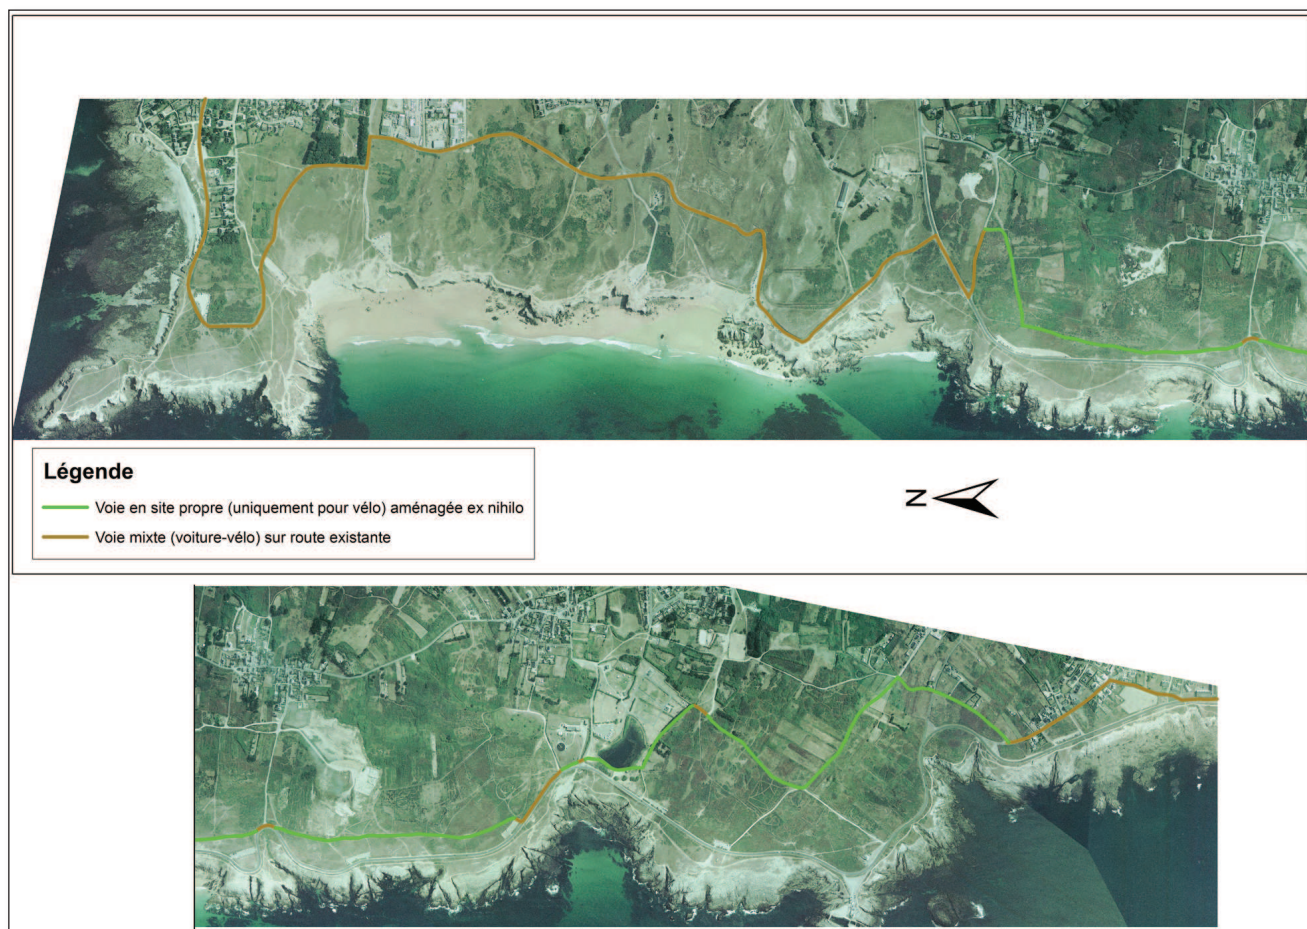 Légende
Voie en site propre (uniquement pour vélo) aménagée ex nihilo
Voie mixte (voiture-vélo) sur route existante
N